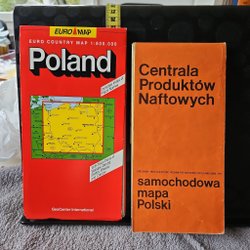 EURO MAP
EURO COUNTRY MAP 1:800.000
Poland
GeoCenter International
Centrala
Produktów
Naftowych
samochodowa
mapa
Polski